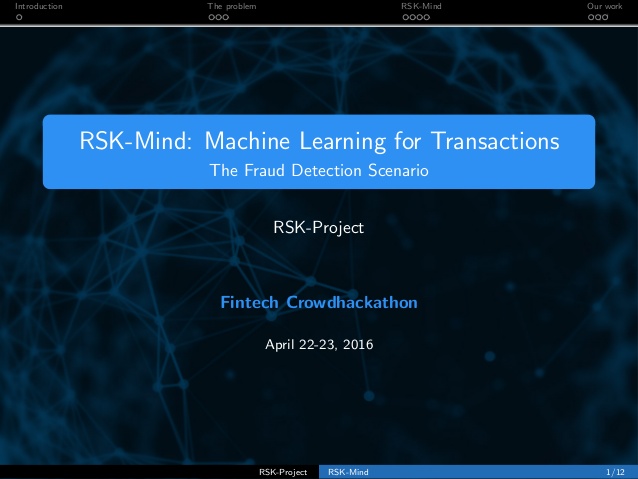 Introduction The problem RSK-Mind Our work
RSK-Mind: Machine Learning for Transactions
The Fraud Detection Scenario
RSK-Project
Fintech Crowdhackathon
April 22-23, 2016
RSK-Project RSK-Mind 1/12